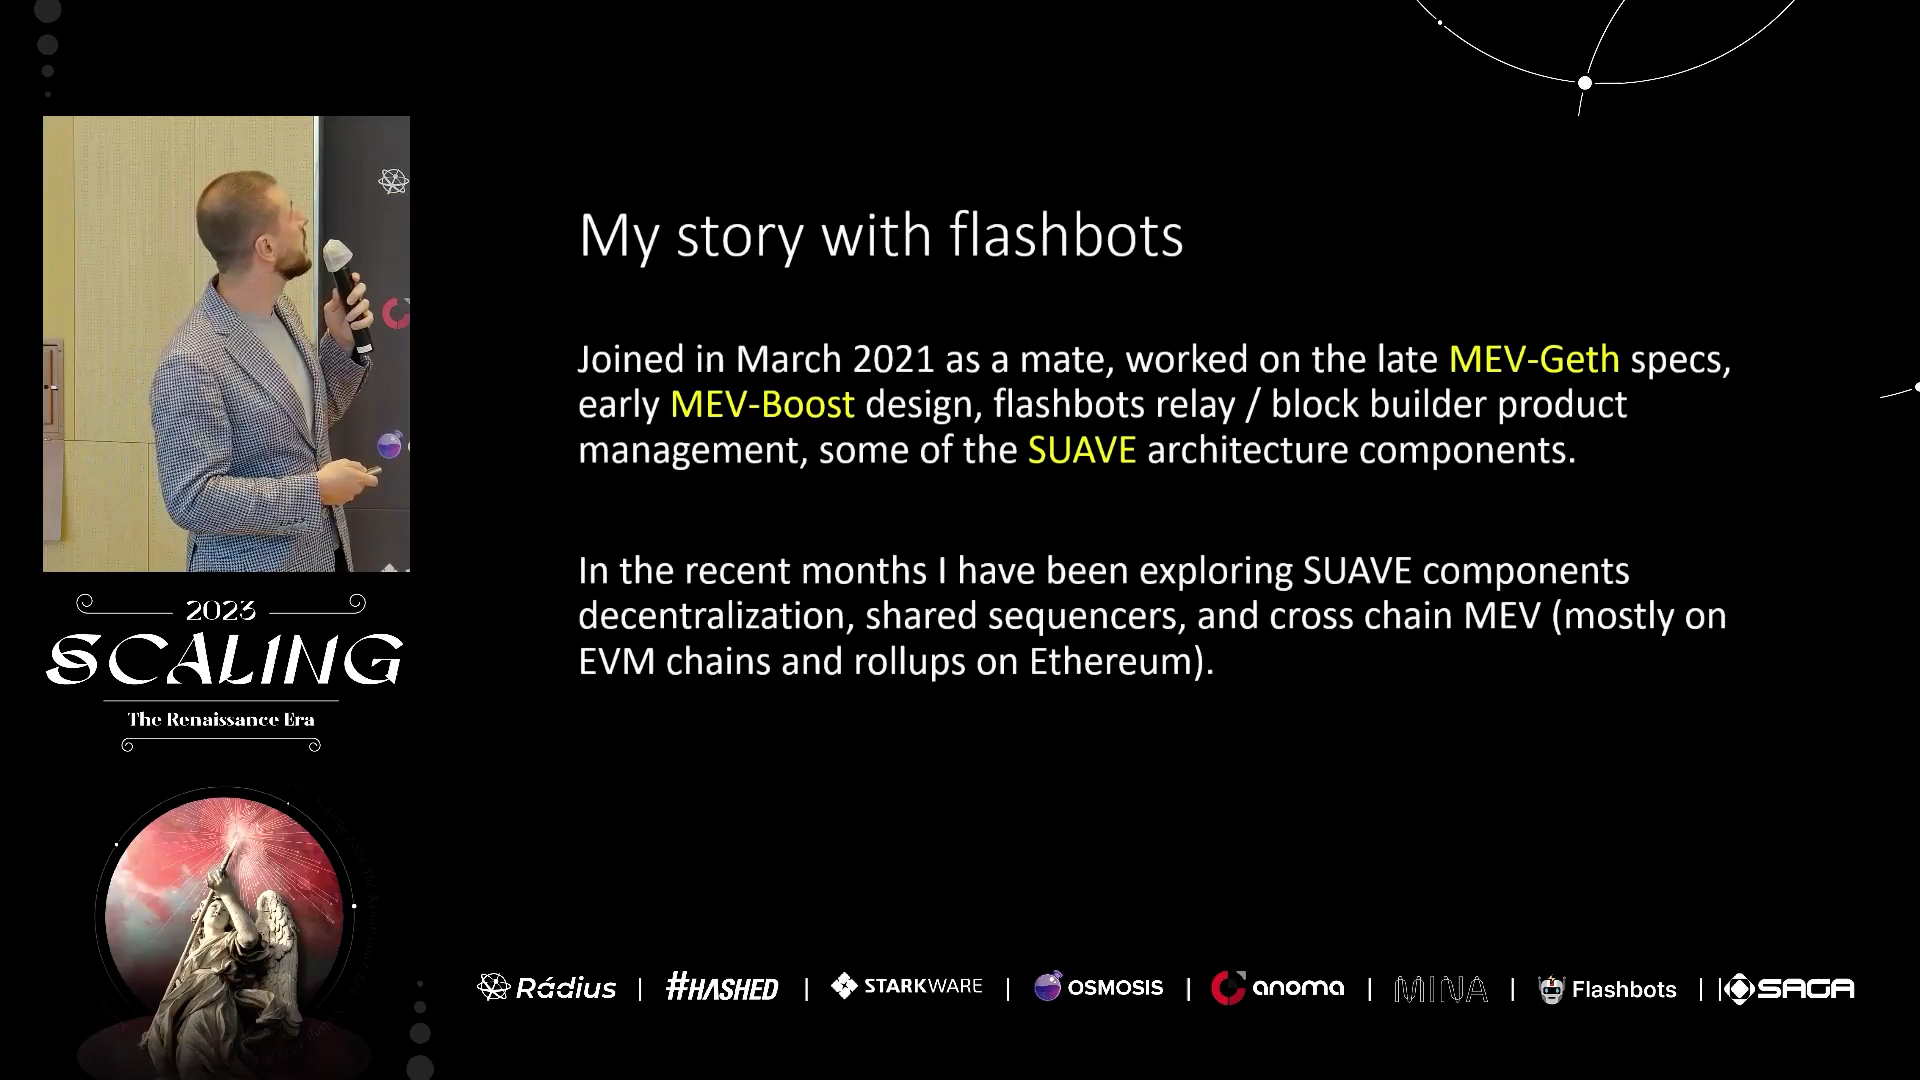 My story with flashbots
Joined in March 2021 as a mate, worked on the late MEV-Geth specs,
early MEV-Boost design, flashbots relay / block builder product
management, some of the SUAVE architecture components.
In the recent months I have been exploring SUAVE components
decentralization, shared sequencers, and cross chain MEV (mostly on
EVM chains and rollups on Ethereum).
2023
SCALING
The Renaissance Era
Rádius | #HASHED | STARKWARE | OSMOSIS | anoma | MINA | Flashbots | | SAGA